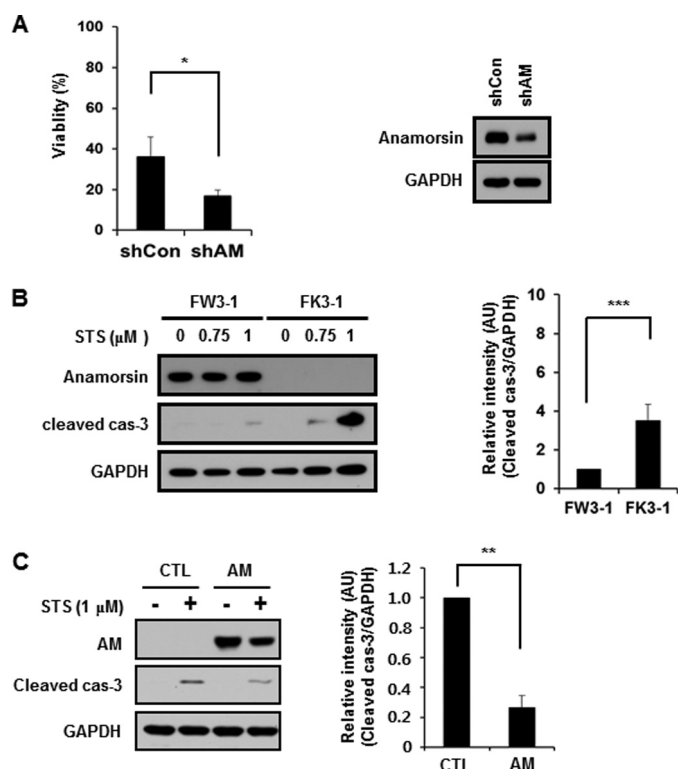 A
Viablity (%)
100
80
60
40
20
0
shCon shAM
*
shCon shAM
Anamorsin
GAPDH
B
FW3-1 FK3-1
STS (μM) 0 0.75 1 0 0.75 1
Anamorsin
cleaved cas-3
GAPDH
Relative intensity (AU)
(Cleaved cas-3/GAPDH)
10
8
6
4
2
0
***
FW3-1 FK3-1
C
CTL AM
STS (1 μM) - + - +
AM
Cleaved cas-3
GAPDH
Relative intensity (AU)
(Cleaved cas-3/GAPDH)
1.2
1.0
0.8
0.6
0.4
0.2
0
**
CTL AM